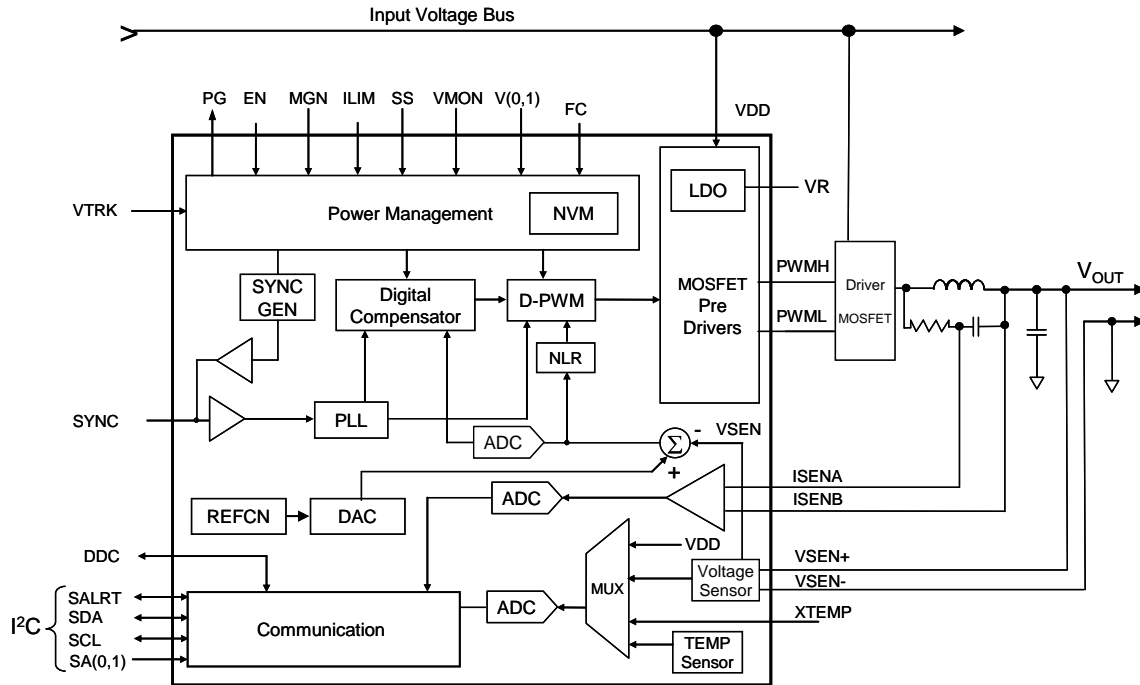 Input Voltage Bus
PG
EN
MGN
ILIM
SS
VMON
V(0,1)
FC
VDD
LDO
VR
VTRK
Power Management
NVM
SYNC
GEN
Digital
Compensator
D-PWM
MOSFET
Pre
Drivers
PWMH
PWML
Driver
MOSFET
VOUT
NLR
SYNC
PLL
ADC
Σ
-
+
VSEN
ISENA
ISENB
REFCN
DAC
ADC
DDC
VDD
VSEN+
VSEN-
Voltage
Sensor
MUX
XTEMP
TEMP
Sensor
I2C
SALRT
SDA
SCL
SA(0,1)
Communication
ADC